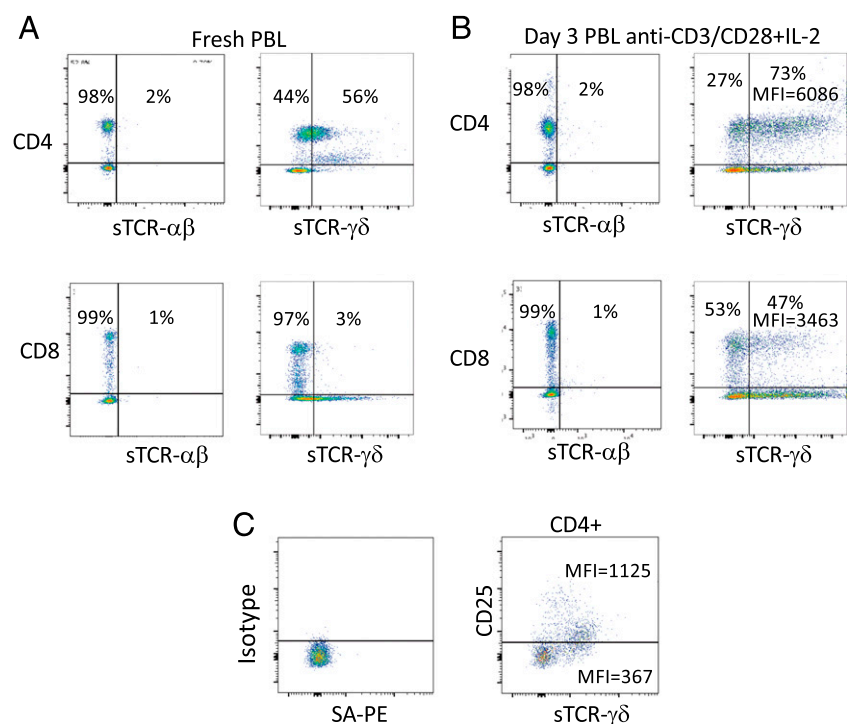 A
Fresh PBL
98%
2%
44%
56%
CD4
sTCR-αβ
sTCR-γδ
99%
1%
97%
3%
CD8
sTCR-αβ
sTCR-γδ
B
Day 3 PBL anti-CD3/CD28+IL-2
98%
2%
27%
73%
MFI=6086
CD4
sTCR-αβ
sTCR-γδ
99%
1%
53%
47%
MFI=3463
CD8
sTCR-αβ
sTCR-γδ
C
CD4+
Isotype
SA-PE
CD25
MFI=1125
MFI=367
sTCR-γδ